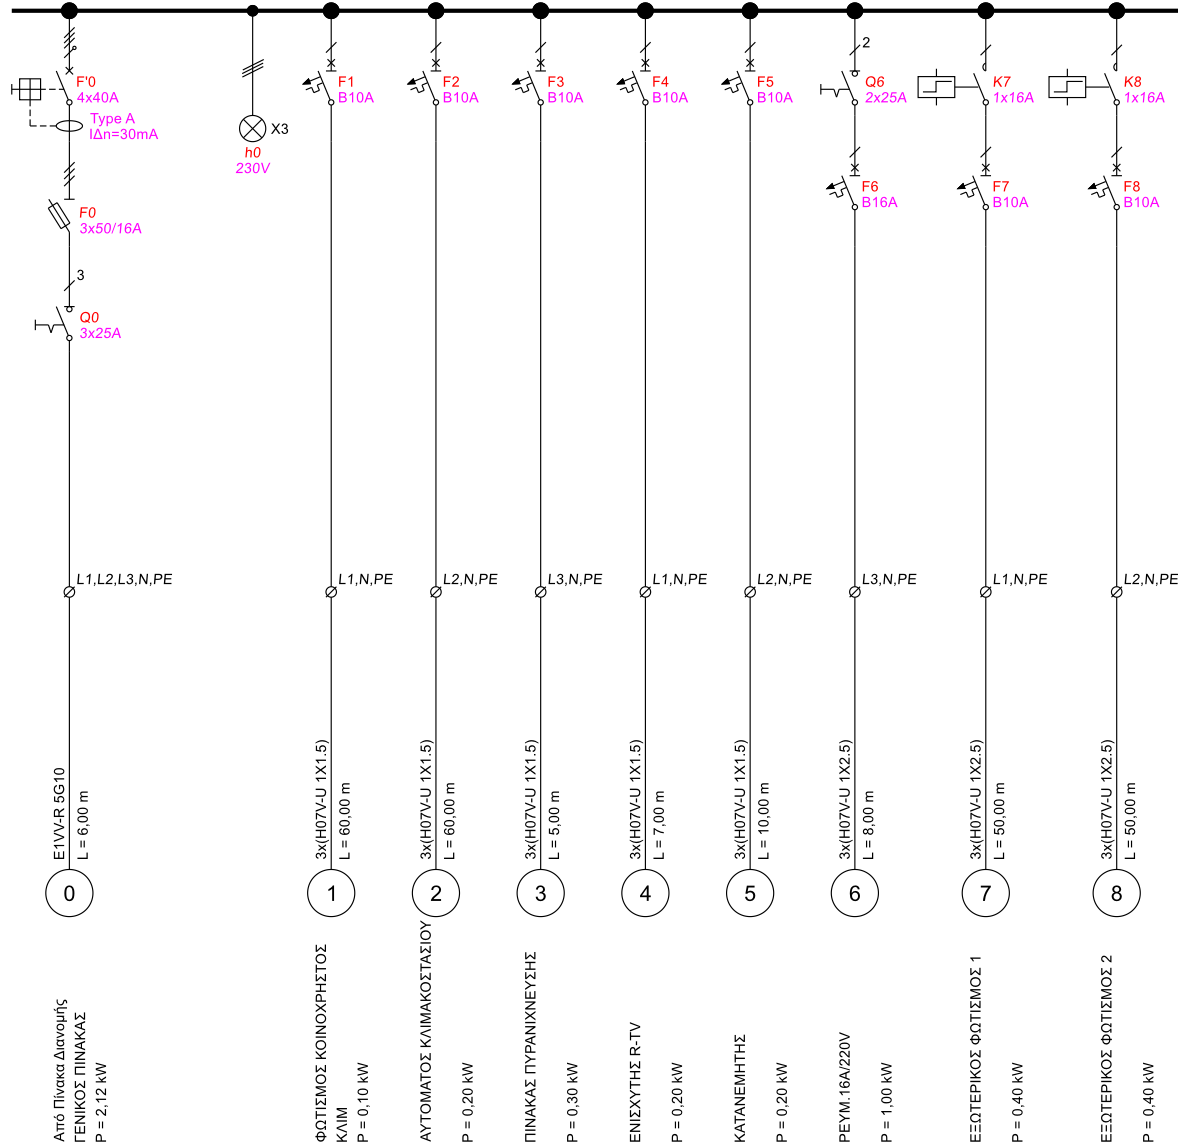 F'0
4x40A
Type A
IΔn=30mA
F0
3x50/16A
3
Q0
3x25A
L1,L2,L3,N,PE
E1VV-R 5G10
L = 6,00 m
0
Από Πίνακα Διανομής
ΓΕΝΙΚΟΣ ΠΙΝΑΚΑΣ
P = 2,12 kW
X3
h0
230V
F1
B10A
L1,N,PE
3x(H07V-U 1X1.5)
L = 60,00 m
1
ΦΩΤΙΣΜΟΣ ΚΟΙΝΟΧΡΗΣΤΟΣ
ΚΛΙΜ
P = 0,10 kW
F2
B10A
L2,N,PE
3x(H07V-U 1X1.5)
L = 60,00 m
2
ΑΥΤΟΜΑΤΟΣ ΚΛΙΜΑΚΟΣΤΑΣΙΟΥ
P = 0,20 kW
F3
B10A
L3,N,PE
3x(H07V-U 1X1.5)
L = 5,00 m
3
ΠΙΝΑΚΑΣ ΠΥΡΑΝΙΧΝΕΥΣΗΣ
P = 0,30 kW
F4
B10A
L1,N,PE
3x(H07V-U 1X1.5)
L = 7,00 m
4
ΕΝΙΣΧΥΤΗΣ R-TV
P = 0,20 kW
F5
B10A
L2,N,PE
3x(H07V-U 1X1.5)
L = 10,00 m
5
ΚΑΤΑΝΕΜΗΤΗΣ
P = 0,20 kW
2
Q6
2x25A
F6
B16A
L3,N,PE
3x(H07V-U 1X2.5)
L = 8,00 m
6
ΡΕΥΜ.16Α/220V
P = 1,00 kW
K7
1x16A
F7
B10A
L1,N,PE
3x(H07V-U 1X2.5)
L = 50,00 m
7
ΕΞΩΤΕΡΙΚΟΣ ΦΩΤΙΣΜΟΣ 1
P = 0,40 kW
K8
1x16A
F8
B10A
L2,N,PE
3x(H07V-U 1X2.5)
L = 50,00 m
8
ΕΞΩΤΕΡΙΚΟΣ ΦΩΤΙΣΜΟΣ 2
P = 0,40 kW